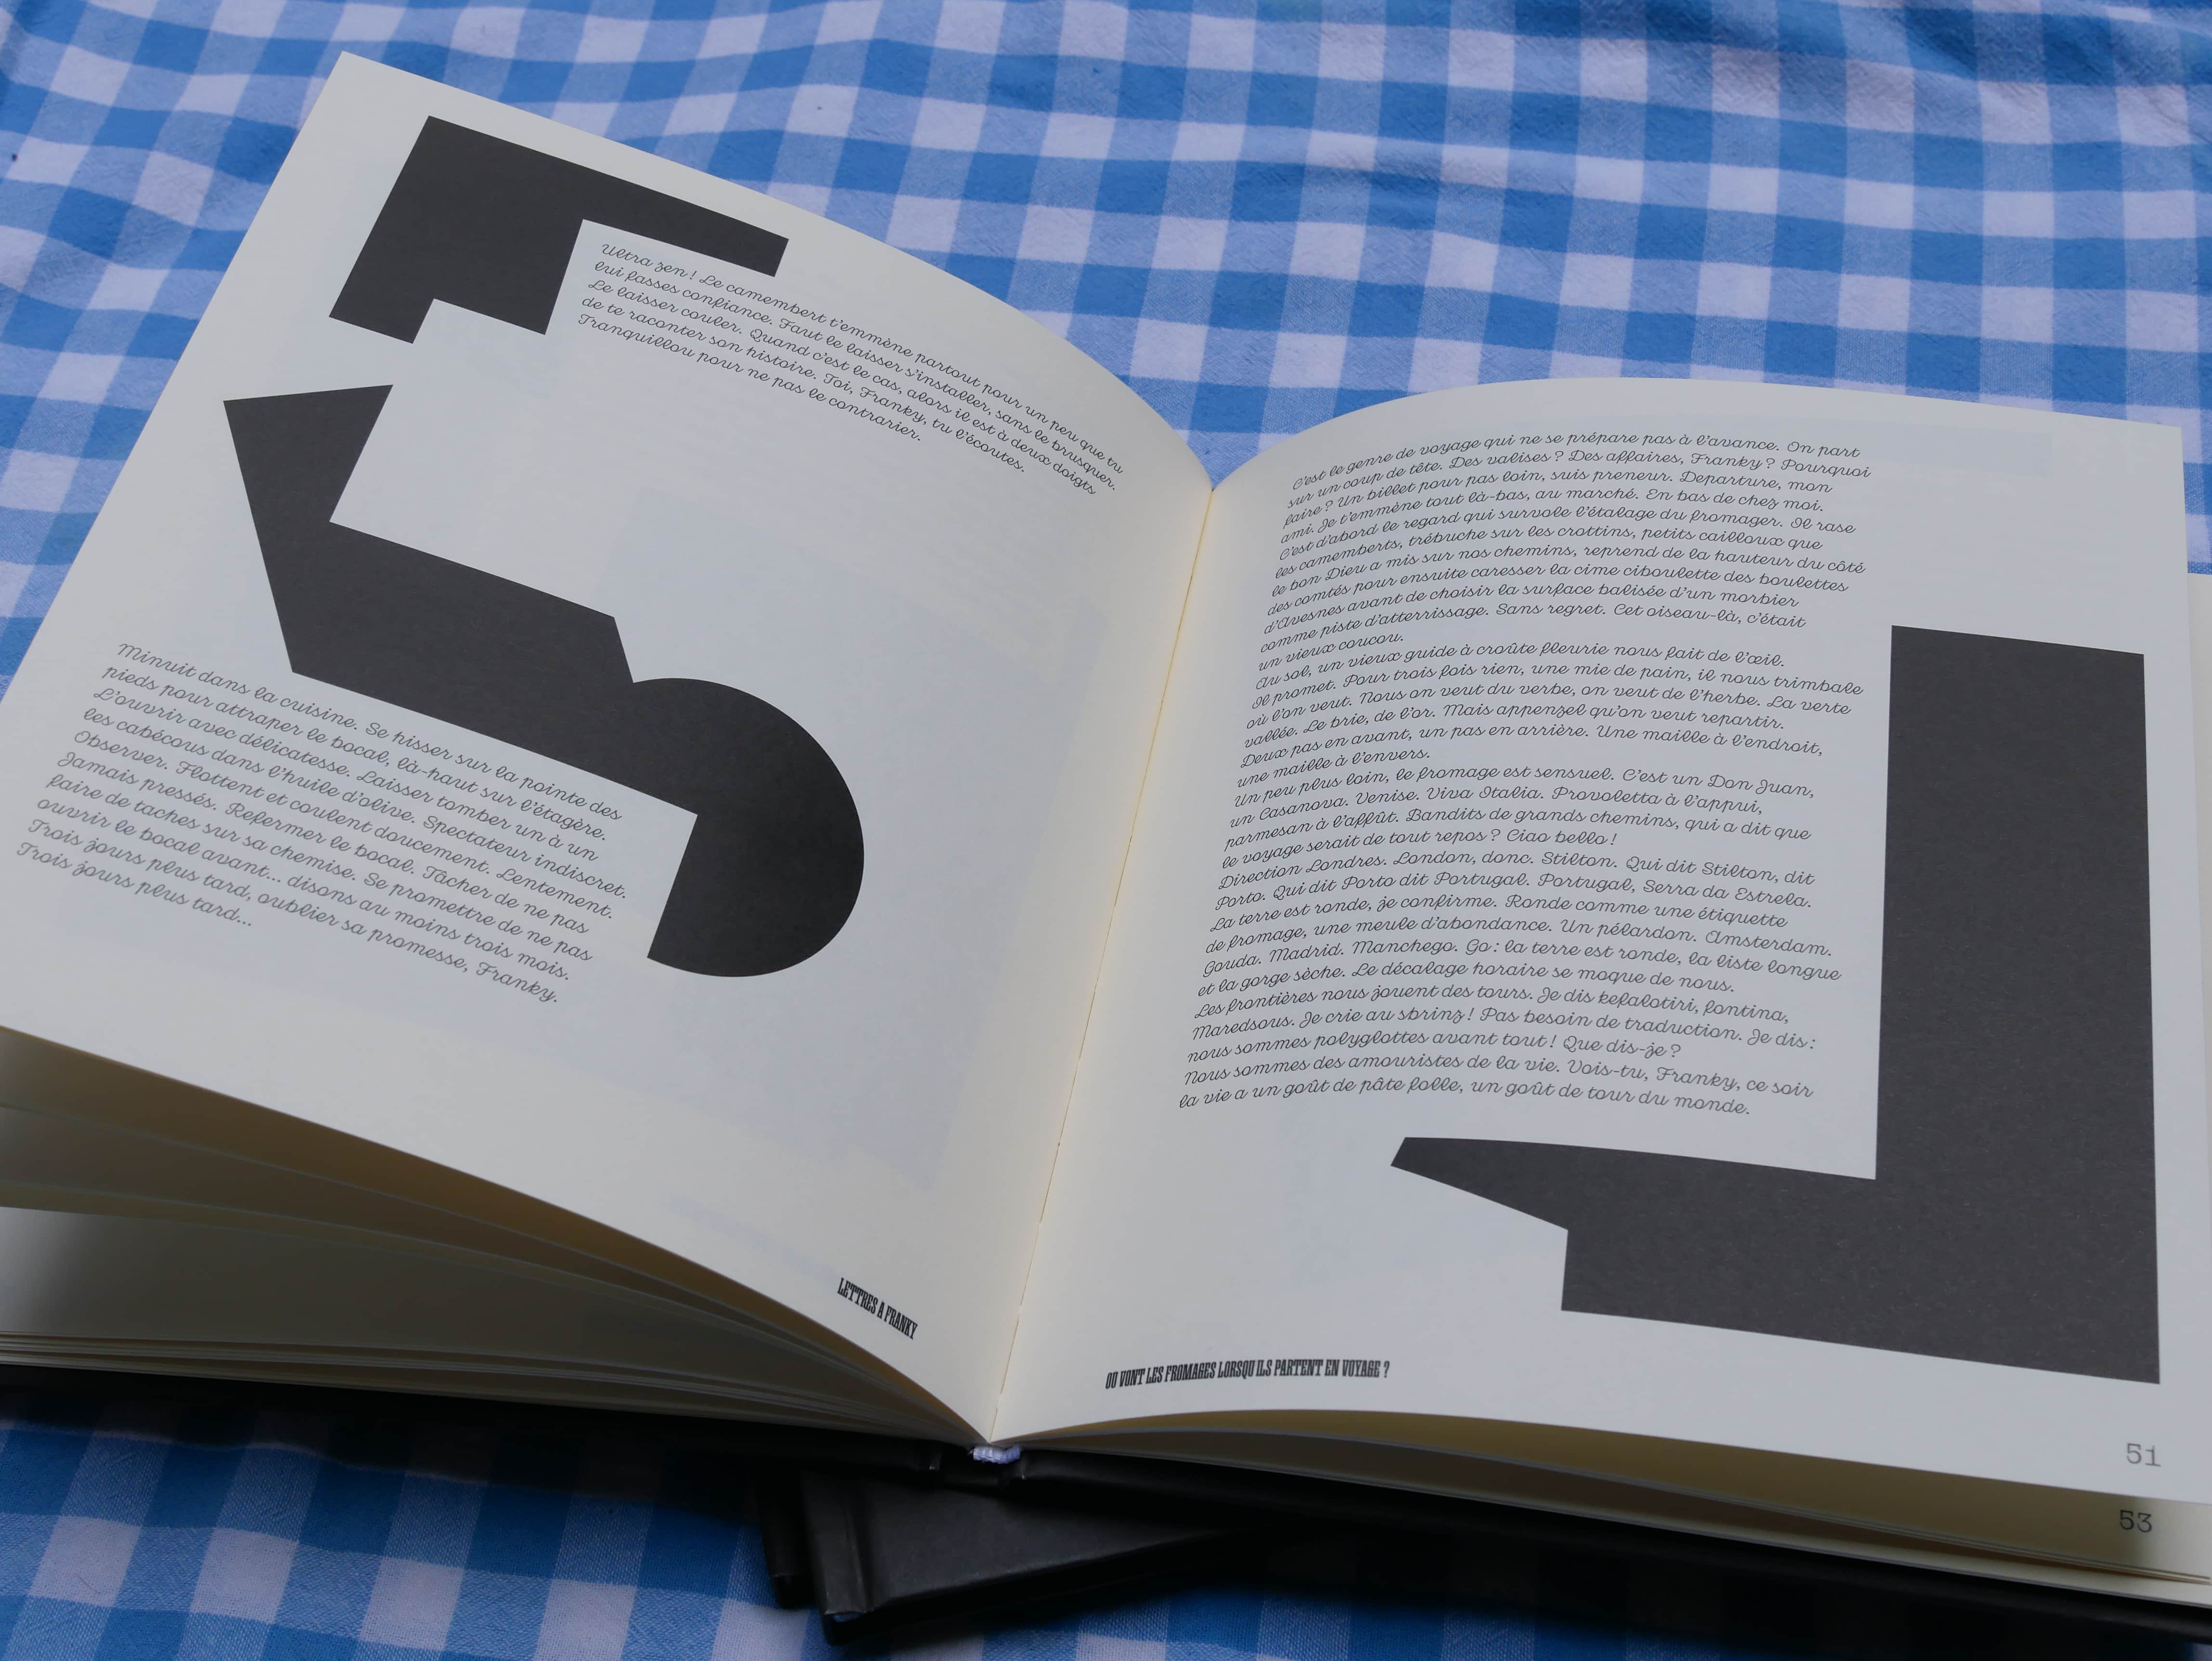 Ultra zen ! Le camembert t'emmène partout pour un peu que tu
lui fasses confiance. Faut le laisser s'installer, sans le brusquer.
Le laisser couler. Quand c'est le cas, alors il est à deux doigts
de te raconter son histoire. Toi, Franky, tu l'écoutes.
Tranquillou pour ne pas le contrarier.
Minuit dans la cuisine. Se hisser sur la pointe des
pieds pour attraper le bocal, là-haut sur l'étagère.
L'ouvrir avec délicatesse. Laisser tomber un à un
les cabécous dans l'huile d'olive. Spectateur indiscret.
Observer. Flottent et coulent doucement. Lentement.
Jamais pressés. Refermer le bocal. Tâcher de ne pas
faire de taches sur sa chemise. Se promettre de ne pas
ouvrir le bocal avant... disons au moins trois mois.
Trois jours plus tard, oublier sa promesse, Franky.
Trois jours plus tard...
LETTRES A FRANKY
C'est le genre de voyage qui ne se prépare pas à l'avance. On part
sur un coup de tête. Des valises ? Des affaires, Franky ? Pourquoi
faire ? Un billet pour pas loin, suis preneur. Departure, mon
ami. Je t'emmène tout là-bas, au marché. En bas de chez moi.
C'est d'abord le regard qui survole l'étalage du fromager. Il rase
les camemberts, trébuche sur les crottins, petits cailloux que
le bon Dieu a mis sur nos chemins, reprend de la hauteur du côté
des comtés pour ensuite caresser la cime ciboulette des boulettes
d'Avesnes avant de choisir la surface balisée d'un morbier
comme piste d'atterrissage. Sans regret. Cet oiseau-là, c'était
un vieux coucou.
Au sol, un vieux guide à croûte fleurie nous fait de l'œil.
Il promet. Pour trois fois rien, une mie de pain, il nous trimbale
où l'on veut. Nous on veut du verbe, on veut de l'herbe. La verte
vallée. Le brie, de l'or. Mais appenzel qu'on veut repartir.
Deux pas en avant, un pas en arrière. Une maille à l'endroit,
une maille à l'envers.
Un peu plus loin, le fromage est sensuel. C'est un Don Juan,
un Casanova. Venise. Viva Italia. Provoletta à l'appui,
parmesan à l'affût. Bandits de grands chemins, qui a dit que
le voyage serait de tout repos ? Ciao bello !
Direction Londres. London, donc. Stilton. Qui dit Stilton, dit
Porto. Qui dit Porto dit Portugal. Portugal, Serra da Estrela.
La terre est ronde, je confirme. Ronde comme une étiquette
de fromage, une meule d'abondance. Un pélardon. Amsterdam.
Gouda. Madrid. Manchego. Go : la terre est ronde, la liste longue
et la gorge sèche. Le décalage horaire se moque de nous.
Les frontières nous jouent des tours. Je dis kefalotiri, fontina,
Maredsous. Je crie au sbrinz ! Pas besoin de traduction. Je dis :
nous sommes polyglottes avant tout ! Que dis-je ?
Nous sommes des amouristes de la vie. Vois-tu, Franky, ce soir
la vie a un goût de pâte folle, un goût de tour du monde.
OU VONT LES FROMAGES LORSQU'ILS PARTENT EN VOYAGE ?
51
53